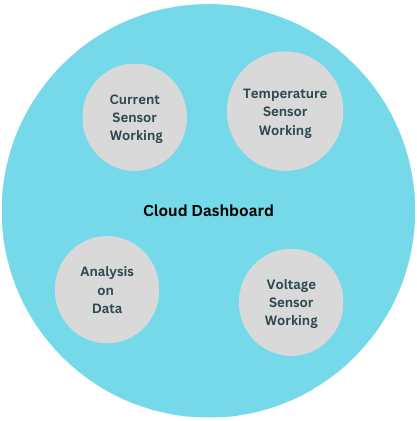 Current
Sensor
Working
Temperature
Sensor
Working
Cloud Dashboard
Analysis
on
Data
Voltage
Sensor
Working